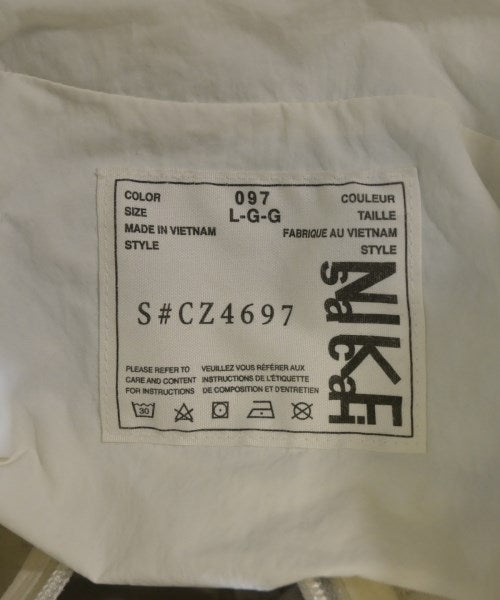 COLOR 097 COULEUR
SIZE L-G-G TAILLE
MADE IN VIETNAM FABRIQUE AU VIETNAM
STYLE STYLE
S#CZ4697
NIKE
sacai
PLEASE REFER TO VEUILLEZ VOUS RÉFÉRER AUX
CARE AND CONTENT INSTRUCTIONS DE L'ÉTIQUETTE
FOR INSTRUCTIONS DE COMPOSITION ET D'ENTRETIEN
30